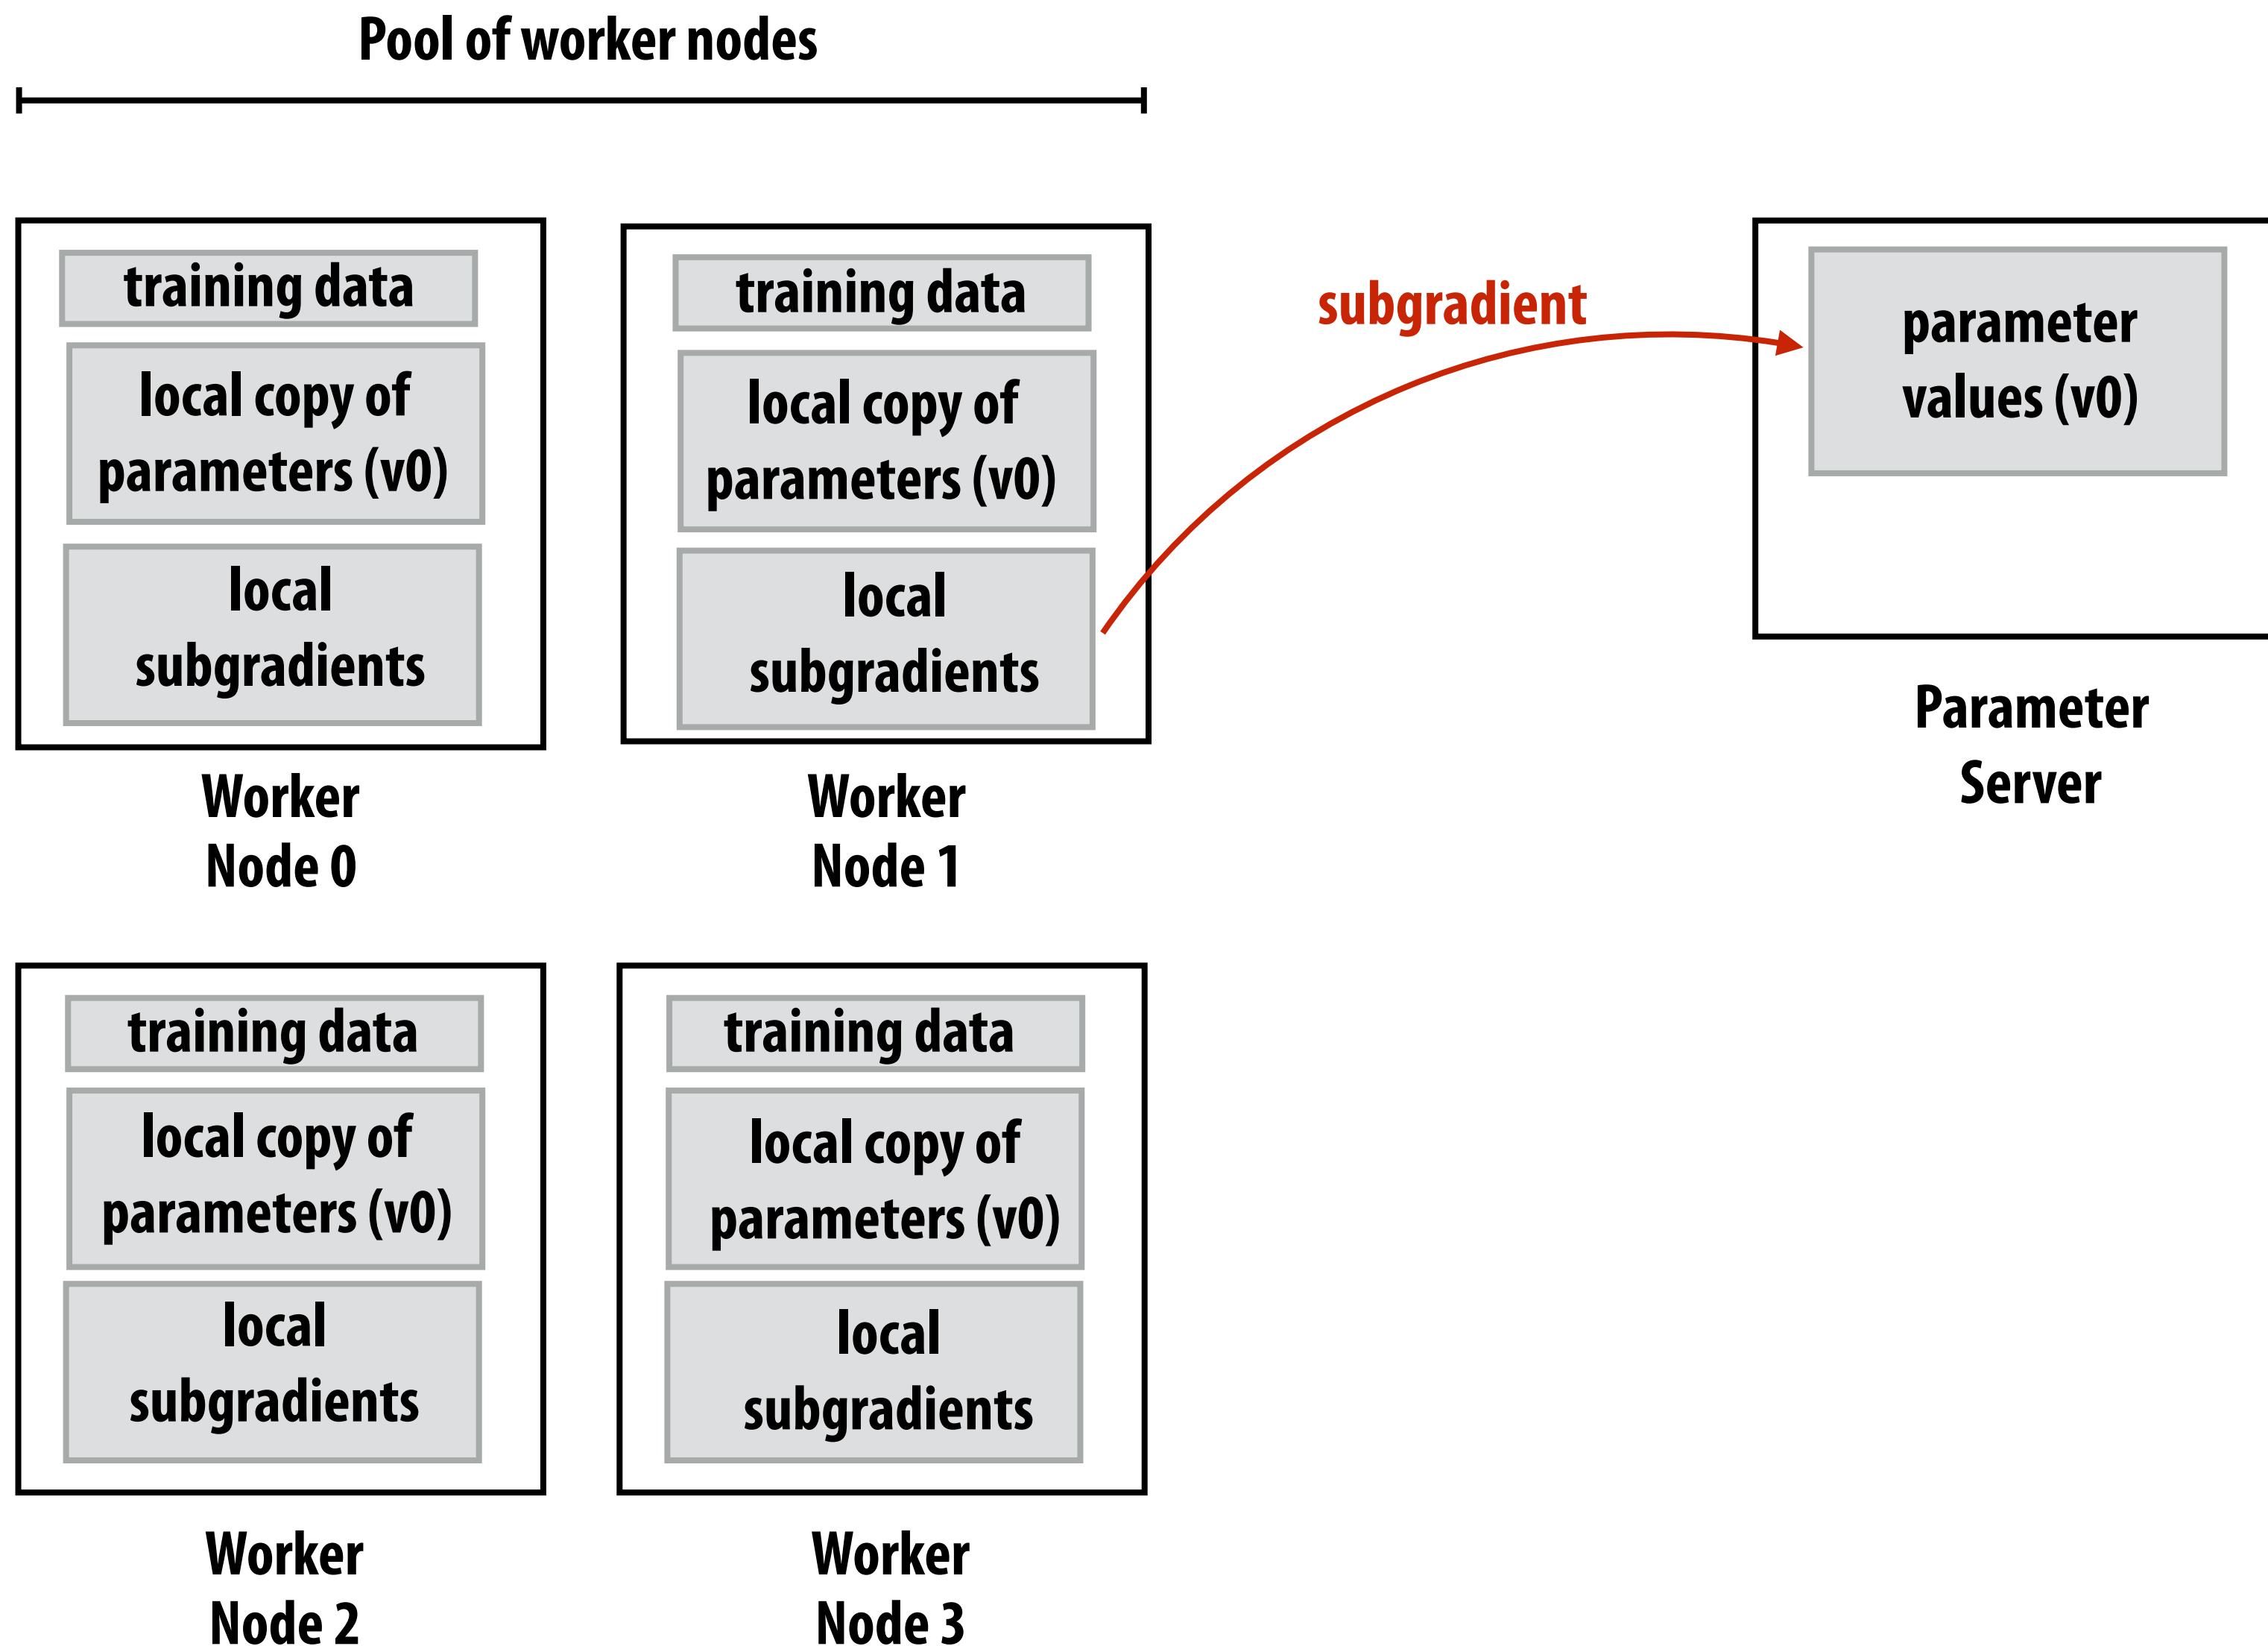 Pool of worker nodes
training data
local copy of
parameters (v0)
local
subgradients
Worker
Node 0
training data
local copy of
parameters (v0)
local
subgradients
Worker
Node 1
subgradient
parameter
values (v0)
Parameter
Server
training data
local copy of
parameters (v0)
local
subgradients
Worker
Node 2
training data
local copy of
parameters (v0)
local
subgradients
Worker
Node 3